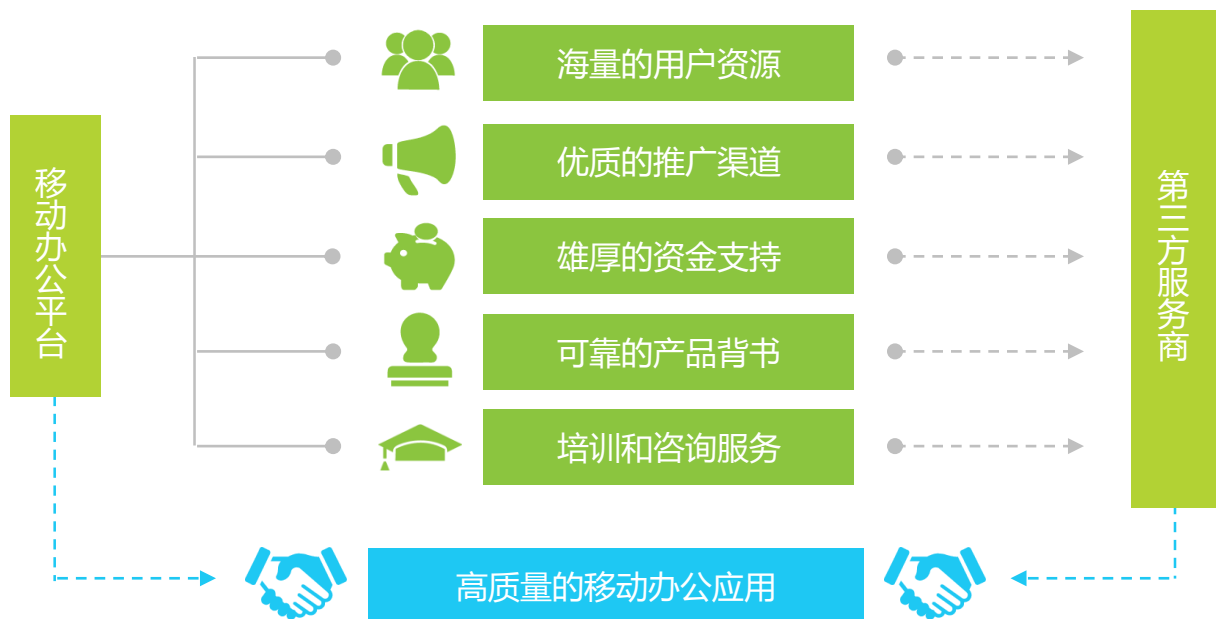 移动办公平台
海量的用户资源
优质的推广渠道
雄厚的资金支持
可靠的产品背书
培训和咨询服务
第三方服务商
高质量的移动办公应用